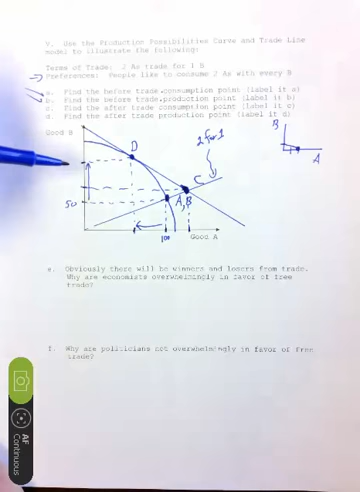 V. Use the Production Possibilities Curve and Trade Line
model to illustrate the following:
Terms of Trade: 2 As trade for 1 B
Preferences: People like to consume 2 As with every B
a. Find the before trade consumption point (label it a)
b. Find the before trade production point (label it b)
c. Find the after trade consumption point (label it c)
d. Find the after trade production point (label it d)
Good B
D
2 for 1
B
A
C
50
A,B
100
Good A
e. Obviously there will be winners and losers from trade.
Why are economists overwhelmingly in favor of free
trade?
f. Why are politicians not overwhelmingly in favor of free
trade?
AF
Continuous